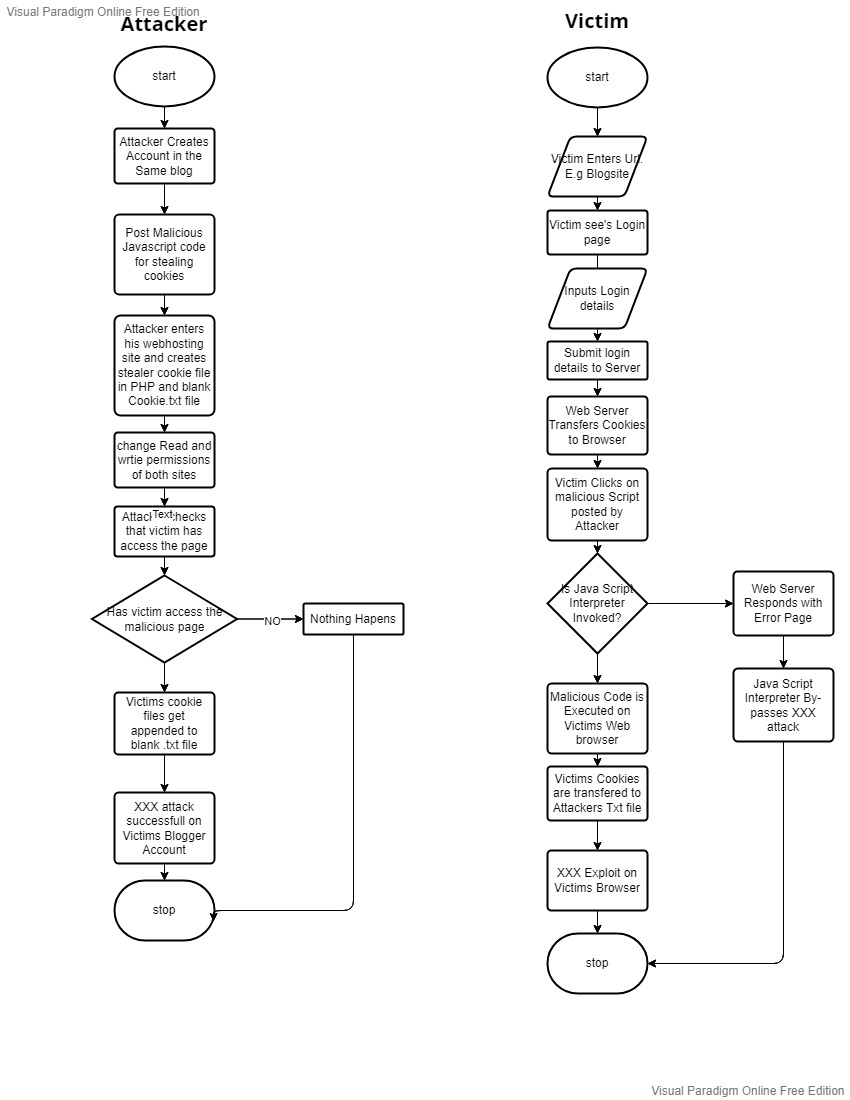 Visual Paradigm Online Free Edition
Attacker
start
Attacker Creates
Account in the
Same blog
Post Malicious
Javascript code
for stealing
cookies
Attacker enters
his webhosting
site and creates
stealer cookie file
in PHP and blank
Cookie.txt file
change Read and
wrtie permissions
of both sites
Text
that victim has
access the page
Has victim access the
malicious page
NO
Nothing Hapens
Victims cookie
files get
appended to
blank .txt file
XXX attack
successfull on
Victims Blogger
Account
stop
Victim
start
Victim Enters Url.
E.g Blogsite
Victim see's Login
page
Inputs Login
details
Submit login
details to Server
Web Server
Transfers Cookies
to Browser
Victim Clicks on
malicious Script
posted by
Attacker
Is Java Script
Interpreter
Invoked?
Web Server
Responds with
Error Page
Java Script
Interpreter By-
passes XXX
attack
Malicious Code is
Executed on
Victims Web
browser
Victims Cookies
are transfered to
Attackers Txt file
XXX Exploit on
Victims Browser
stop
Visual Paradigm Online Free Edition